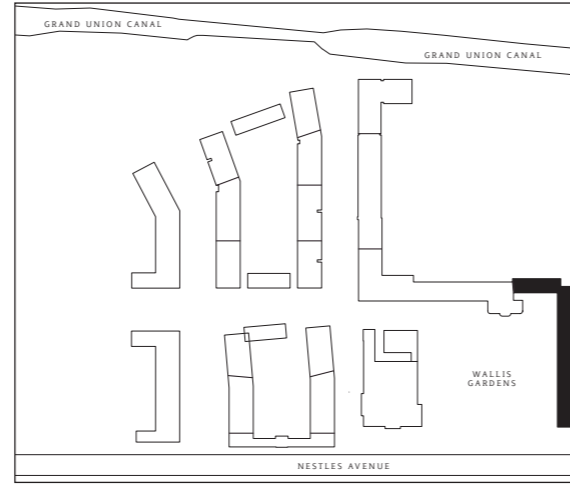 GRAND UNION CANAL
GRAND UNION CANAL
WALLIS
GARDENS
NESTLES AVENUE